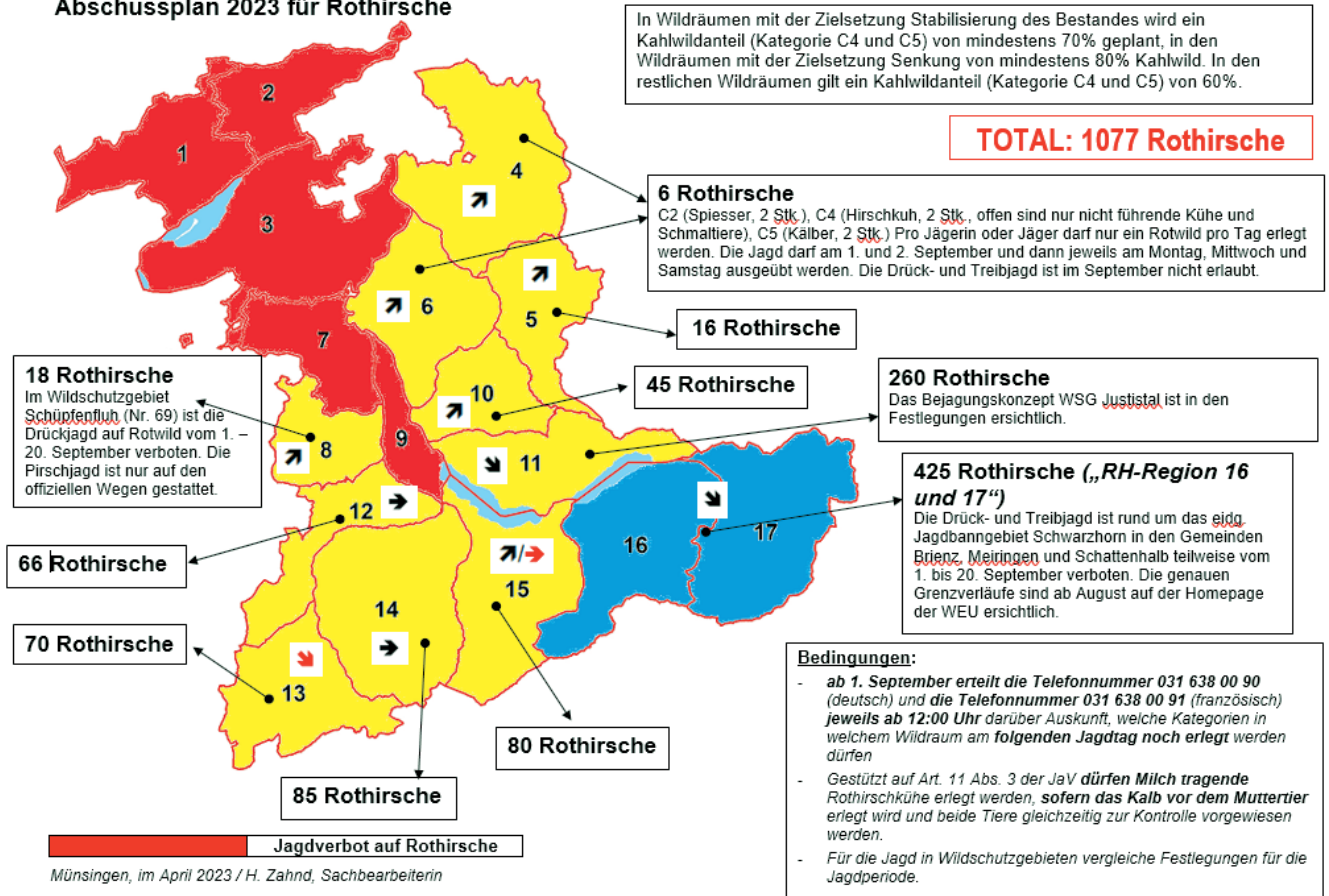 Abschussplan 2023 für Rothirsche
In Wildräumen mit der Zielsetzung Stabilisierung des Bestandes wird ein
Kahlwildanteil (Kategorie C4 und C5) von mindestens 70% geplant, in den
Wildräumen mit der Zielsetzung Senkung von mindestens 80% Kahlwild. In den
restlichen Wildräumen gilt ein Kahlwildanteil (Kategorie C4 und C5) von 60%.
TOTAL: 1077 Rothirsche
6 Rothirsche
C2 (Spiesser, 2 Stk.), C4 (Hirschkuh, 2 Stk., offen sind nur nicht führende Kühe und
Schmaltiere), C5 (Kälber, 2 Stk.) Pro Jägerin oder Jäger darf nur ein Rotwild pro Tag erlegt
werden. Die Jagd darf am 1. und 2. September und dann jeweils am Montag, Mittwoch und
Samstag ausgeübt werden. Die Drück- und Treibjagd ist im September nicht erlaubt.
16 Rothirsche
45 Rothirsche
260 Rothirsche
Das Bejagungskonzept WSG Justistal ist in den
Festlegungen ersichtlich.
18 Rothirsche
Im Wildschutzgebiet
Schüpfenfluh (Nr. 69) ist die
Drückjagd auf Rotwild vom 1. –
20. September verboten. Die
Pirschjagd ist nur auf den
offiziellen Wegen gestattet.
425 Rothirsche („RH-Region 16
und 17“)
Die Drück- und Treibjagd ist rund um das eidg.
Jagdbanngebiet Schwarzhorn in den Gemeinden
Brienz, Meiringen und Schattenhalb teilweise vom
1. bis 20. September verboten. Die genauen
Grenzverläufe sind ab August auf der Homepage
der WEU ersichtlich.
66 Rothirsche
70 Rothirsche
80 Rothirsche
85 Rothirsche
1
2
3
4
5
6
7
8
9
10
11
12
13
14
15
/
16
17
Bedingungen:
- ab 1. September erteilt die Telefonnummer 031 638 00 90
(deutsch) und die Telefonnummer 031 638 00 91 (französisch)
jeweils ab 12:00 Uhr darüber Auskunft, welche Kategorien in
welchem Wildraum am folgenden Jagdtag noch erlegt werden
dürfen
- Gestützt auf Art. 11 Abs. 3 der JaV dürfen Milch tragende
Rothirschkühe erlegt werden, sofern das Kalb vor dem Muttertier
erlegt wird und beide Tiere gleichzeitig zur Kontrolle vorgewiesen
werden.
- Für die Jagd in Wildschutzgebieten vergleiche Festlegungen für die
Jagdperiode.
Jagdverbot auf Rothirsche
Münsingen, im April 2023 / H. Zahnd, Sachbearbeiterin